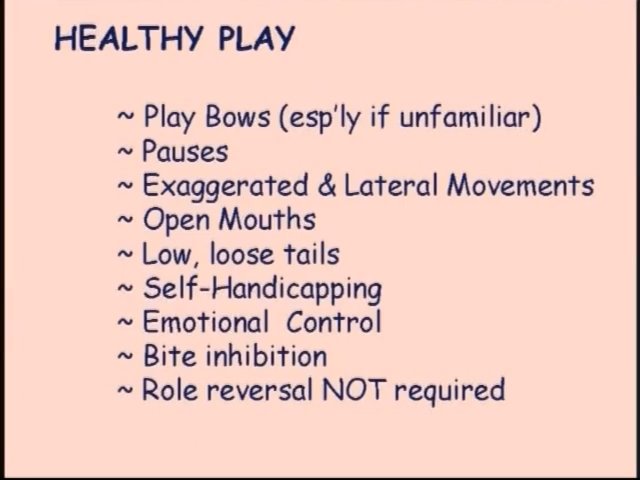 HEALTHY PLAY
~ Play Bows (esp'ly if unfamiliar)
~ Pauses
~ Exaggerated & Lateral Movements
~ Open Mouths
~ Low, loose tails
~ Self-Handicapping
~ Emotional Control
~ Bite inhibition
~ Role reversal NOT required